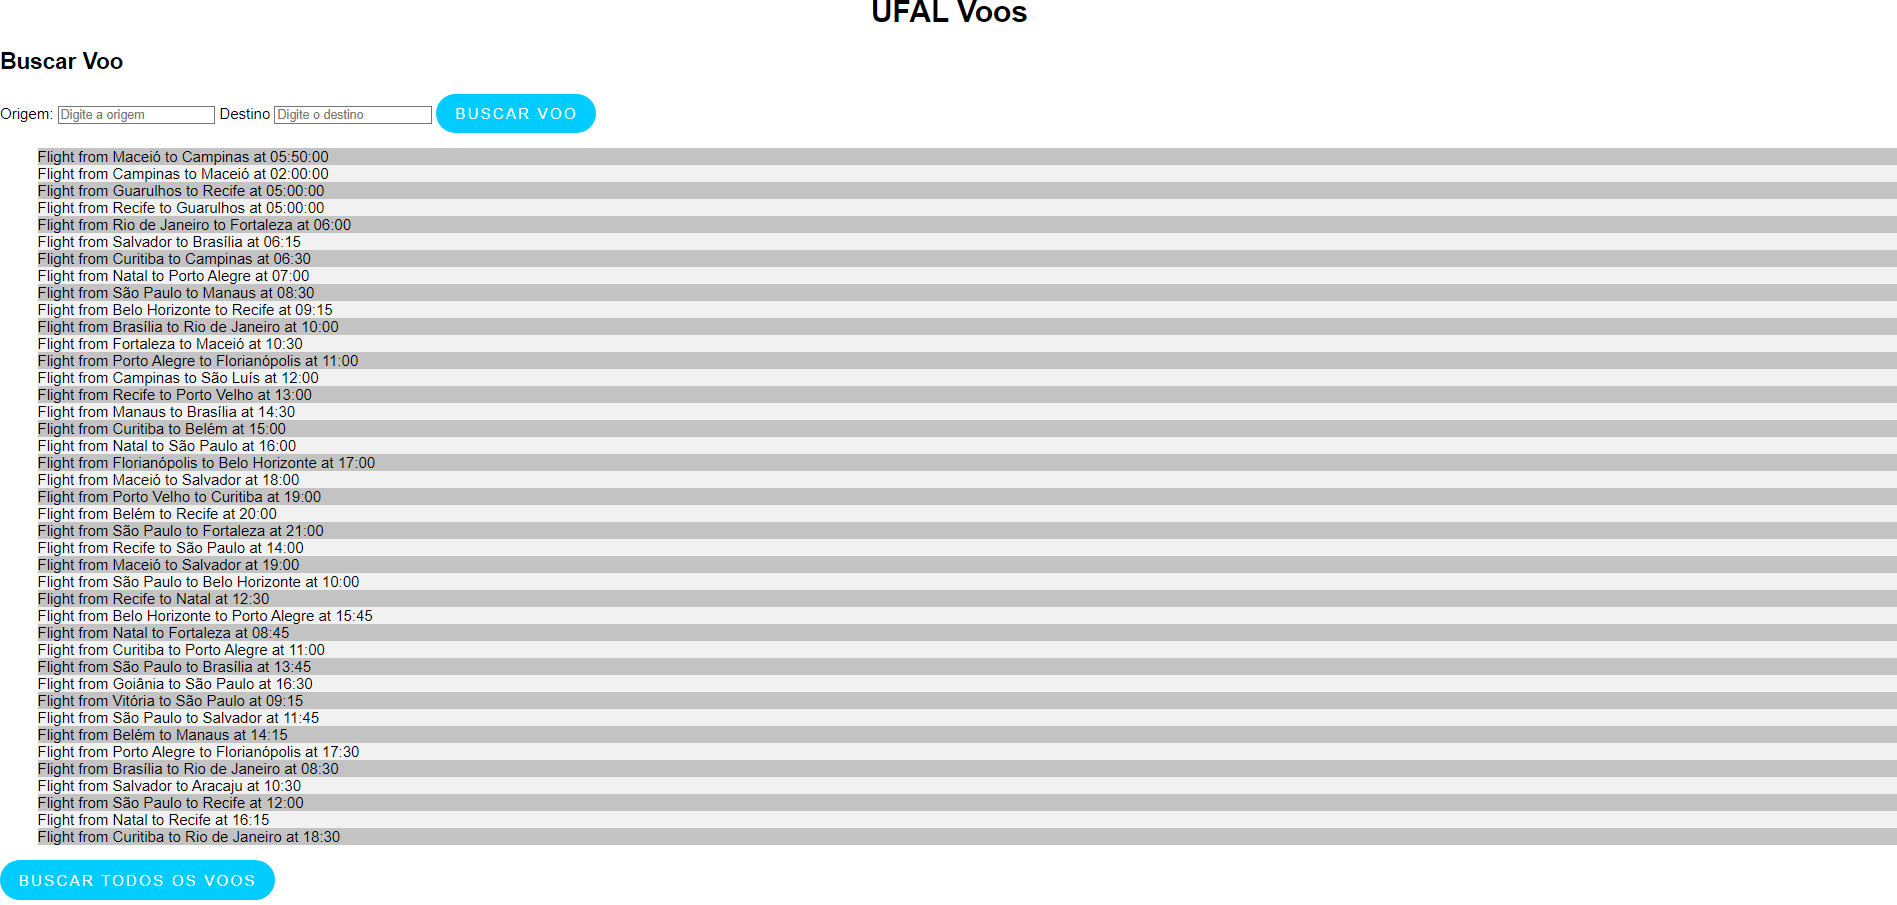 UFAL Voos
Buscar Voo
Origem: Digite a origem Destino Digite o destino BUSCAR VOO
Flight from Maceió to Campinas at 05:50:00
Flight from Campinas to Maceió at 02:00:00
Flight from Guarulhos to Recife at 05:00:00
Flight from Recife to Guarulhos at 05:00:00
Flight from Rio de Janeiro to Fortaleza at 06:00
Flight from Salvador to Brasília at 06:15
Flight from Curitiba to Campinas at 06:30
Flight from Natal to Porto Alegre at 07:00
Flight from São Paulo to Manaus at 08:30
Flight from Belo Horizonte to Recife at 09:15
Flight from Brasília to Rio de Janeiro at 10:00
Flight from Fortaleza to Maceió at 10:30
Flight from Porto Alegre to Florianópolis at 11:00
Flight from Campinas to São Luís at 12:00
Flight from Recife to Porto Velho at 13:00
Flight from Manaus to Brasília at 14:30
Flight from Curitiba to Belém at 15:00
Flight from Natal to São Paulo at 16:00
Flight from Florianópolis to Belo Horizonte at 17:00
Flight from Maceió to Salvador at 18:00
Flight from Porto Velho to Curitiba at 19:00
Flight from Belém to Recife at 20:00
Flight from São Paulo to Fortaleza at 21:00
Flight from Recife to São Paulo at 14:00
Flight from Maceió to Salvador at 19:00
Flight from São Paulo to Belo Horizonte at 10:00
Flight from Recife to Natal at 12:30
Flight from Belo Horizonte to Porto Alegre at 15:45
Flight from Natal to Fortaleza at 08:45
Flight from Curitiba to Porto Alegre at 11:00
Flight from São Paulo to Brasília at 13:45
Flight from Goiânia to São Paulo at 16:30
Flight from Vitória to São Paulo at 09:15
Flight from São Paulo to Salvador at 11:45
Flight from Belém to Manaus at 14:15
Flight from Porto Alegre to Florianópolis at 17:30
Flight from Brasília to Rio de Janeiro at 08:30
Flight from Salvador to Aracaju at 10:30
Flight from São Paulo to Recife at 12:00
Flight from Natal to Recife at 16:15
Flight from Curitiba to Rio de Janeiro at 18:30
BUSCAR TODOS OS VOOS